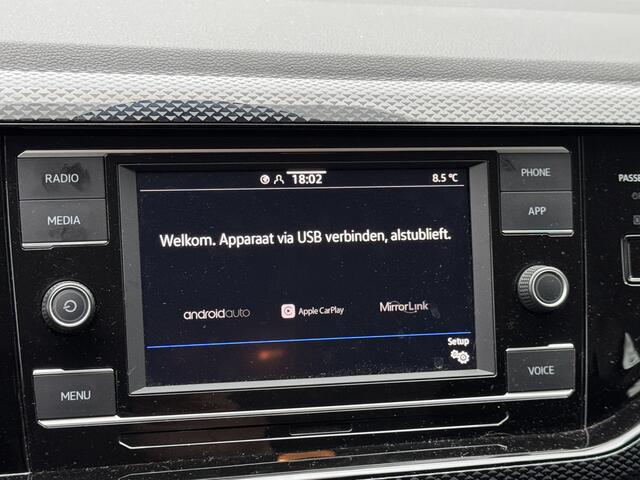 RADIO
MEDIA
MENU
18:02
8.5 °C
Welkom. Apparaat via USB verbinden, alstublieft.
androidauto
Apple CarPlay
MirrorLink
Setup
PHONE
APP
VOICE